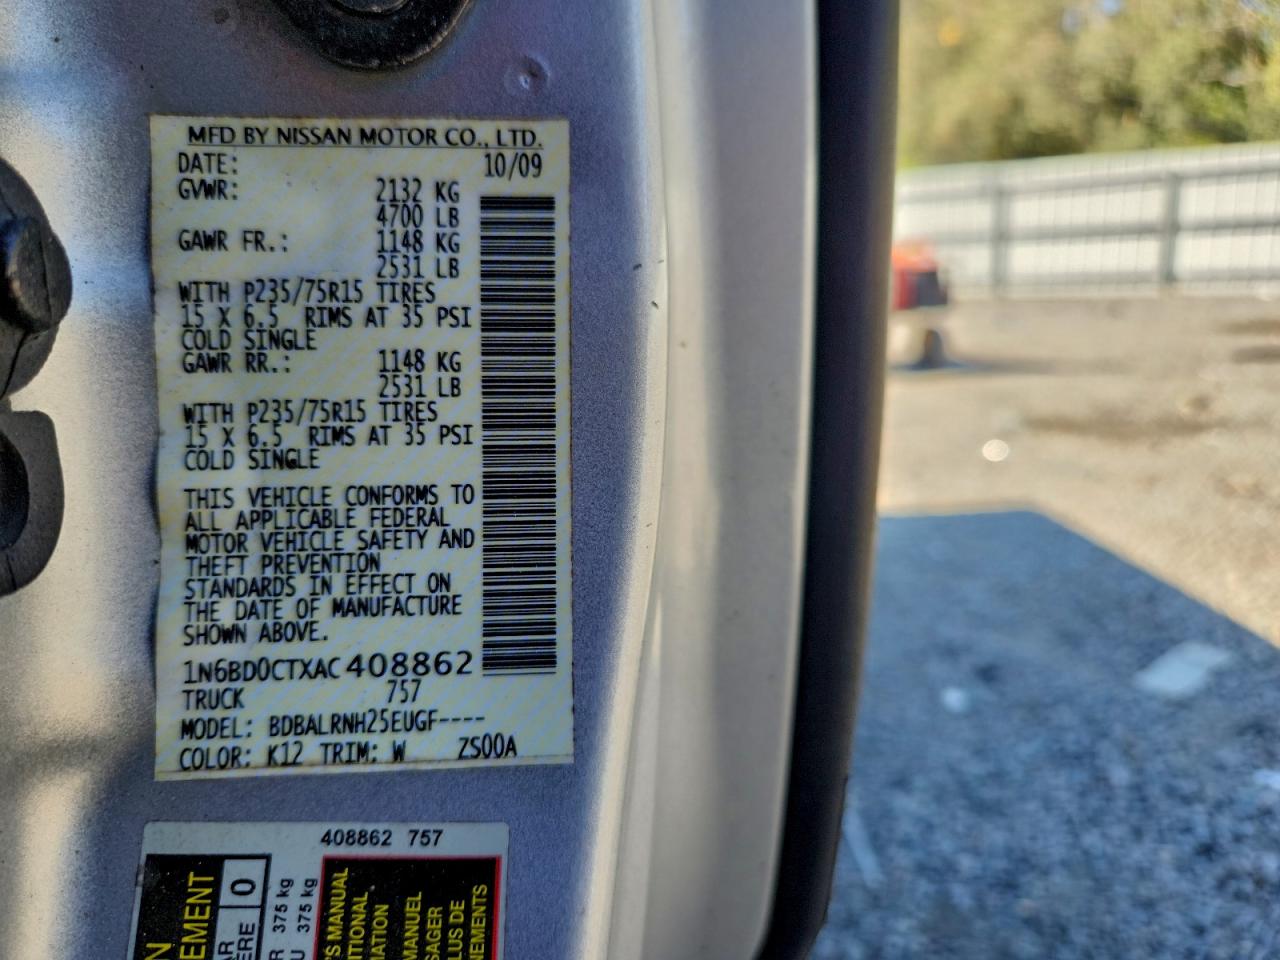 MFD BY NISSAN MOTOR CO., LTD.
DATE: 10/09
GVWR: 2132 KG
4700 LB
GAWR FR.: 1148 KG
2531 LB
WITH P235/75R15 TIRES
15 X 6.5 RIMS AT 35 PSI
COLD SINGLE
GAWR RR.: 1148 KG
2531 LB
WITH P235/75R15 TIRES
15 X 6.5 RIMS AT 35 PSI
COLD SINGLE
THIS VEHICLE CONFORMS TO
ALL APPLICABLE FEDERAL
MOTOR VEHICLE SAFETY AND
THEFT PREVENTION
STANDARDS IN EFFECT ON
THE DATE OF MANUFACTURE
SHOWN ABOVE.
1N6BD0CTXAC408862
TRUCK 757
MODEL: BDBALRNH25EUGF----
COLOR: K12 TRIM: W ZS00A
408862 757
EMENT
0
375 kg
375 kg
'S MANUAL
MANUEL